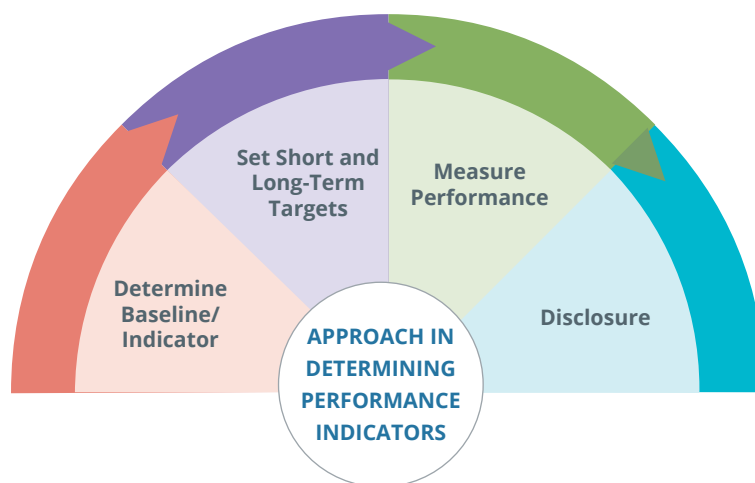 Determine
Baseline/
Indicator
Set Short and
Long-Term
Targets
Measure
Performance
Disclosure
APPROACH IN
DETERMINING
PERFORMANCE
INDICATORS